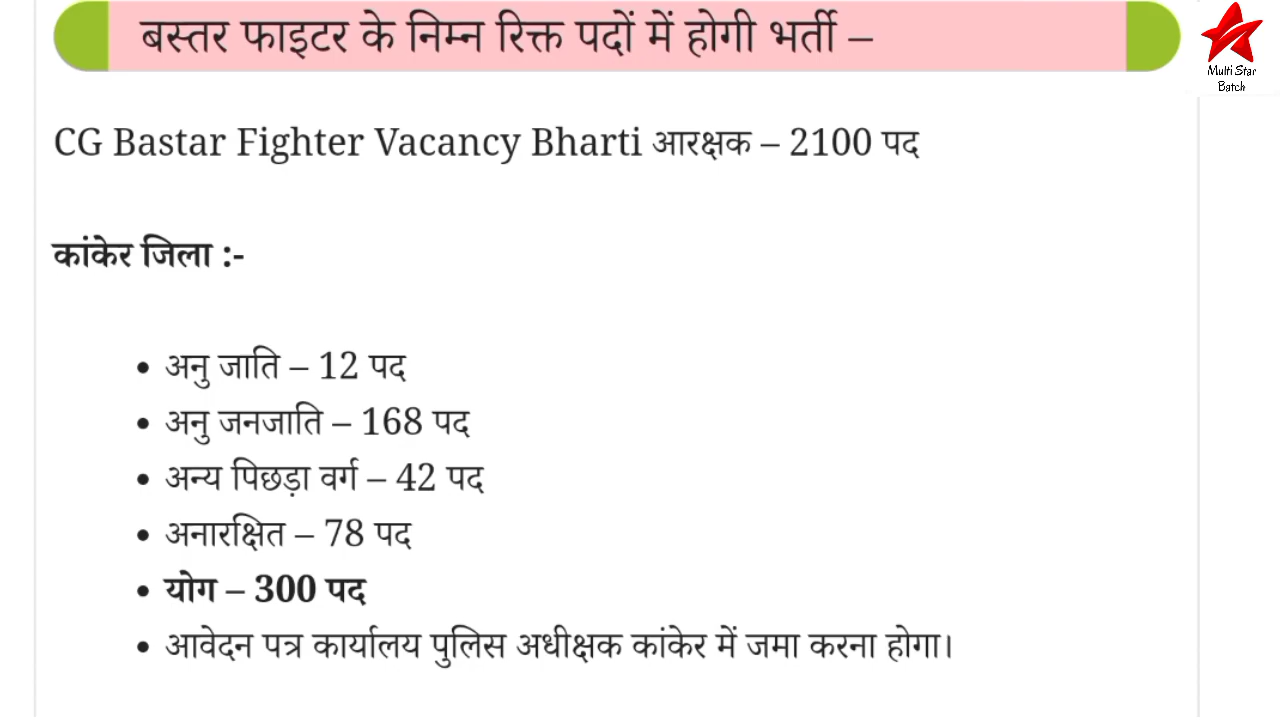 बस्तर फाइटर के निम्न रिक्त पदों में होगी भर्ती –
Multi Star
Batch
CG Bastar Fighter Vacancy Bharti आरक्षक – 2100 पद
कांकेर जिला :-
• अनु जाति – 12 पद
• अनु जनजाति – 168 पद
• अन्य पिछड़ा वर्ग – 42 पद
• अनारक्षित – 78 पद
• योग – 300 पद
• आवेदन पत्र कार्यालय पुलिस अधीक्षक कांकेर में जमा करना होगा।